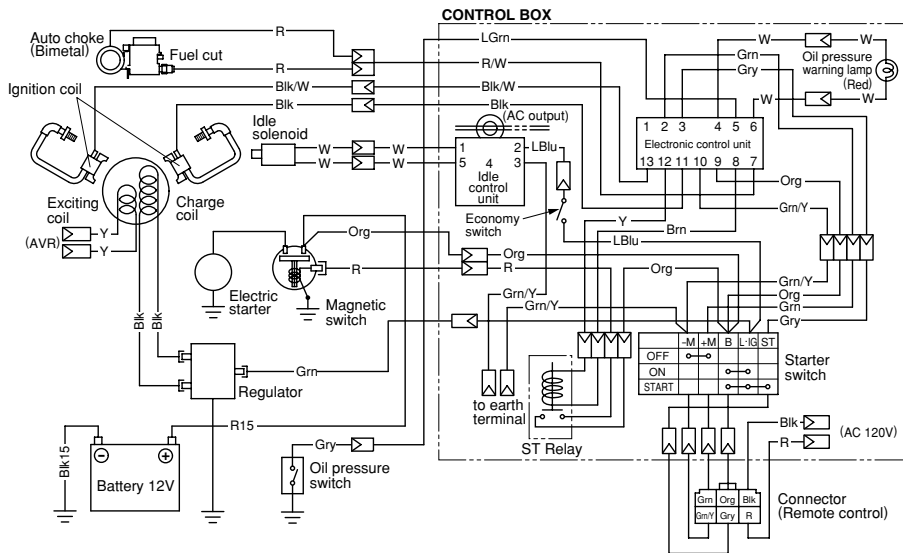 CONTROL BOX
Auto choke
(Bimetal)
Fuel cut
R
R
LGrn
R/W
W
W
Grn
Gry
Oil pressure
warning lamp
(Red)
Ignition coil
Blk/W
Blk/W
Blk
Blk
W
W
Idle
solenoid
W
W
W
W
(AC output)
1 2
5 4 3
Idle
control
unit
LBlu
1 2 3 4 5 6
Electronic control unit
13 12 11 10 9 8 7
Org
Grn/Y
Exciting
coil
Charge
coil
(AVR)
Y
Y
Economy
switch
Y
Brn
LBlu
Org
Org
R
R
Org
Grn/Y
Org
Grn
Gry
Electric
starter
Magnetic
switch
Grn/Y
Grn/Y
Blk
Blk
Regulator
Grn
-M +M B L·IG ST
OFF
ON
START
Starter
switch
to earth
terminal
ST Relay
R15
Blk15
Battery 12V
Gry
Oil pressure
switch
Blk
R
(AC 120V)
Grn Org Blk
Grn/Y Gry R
Connector
(Remote control)